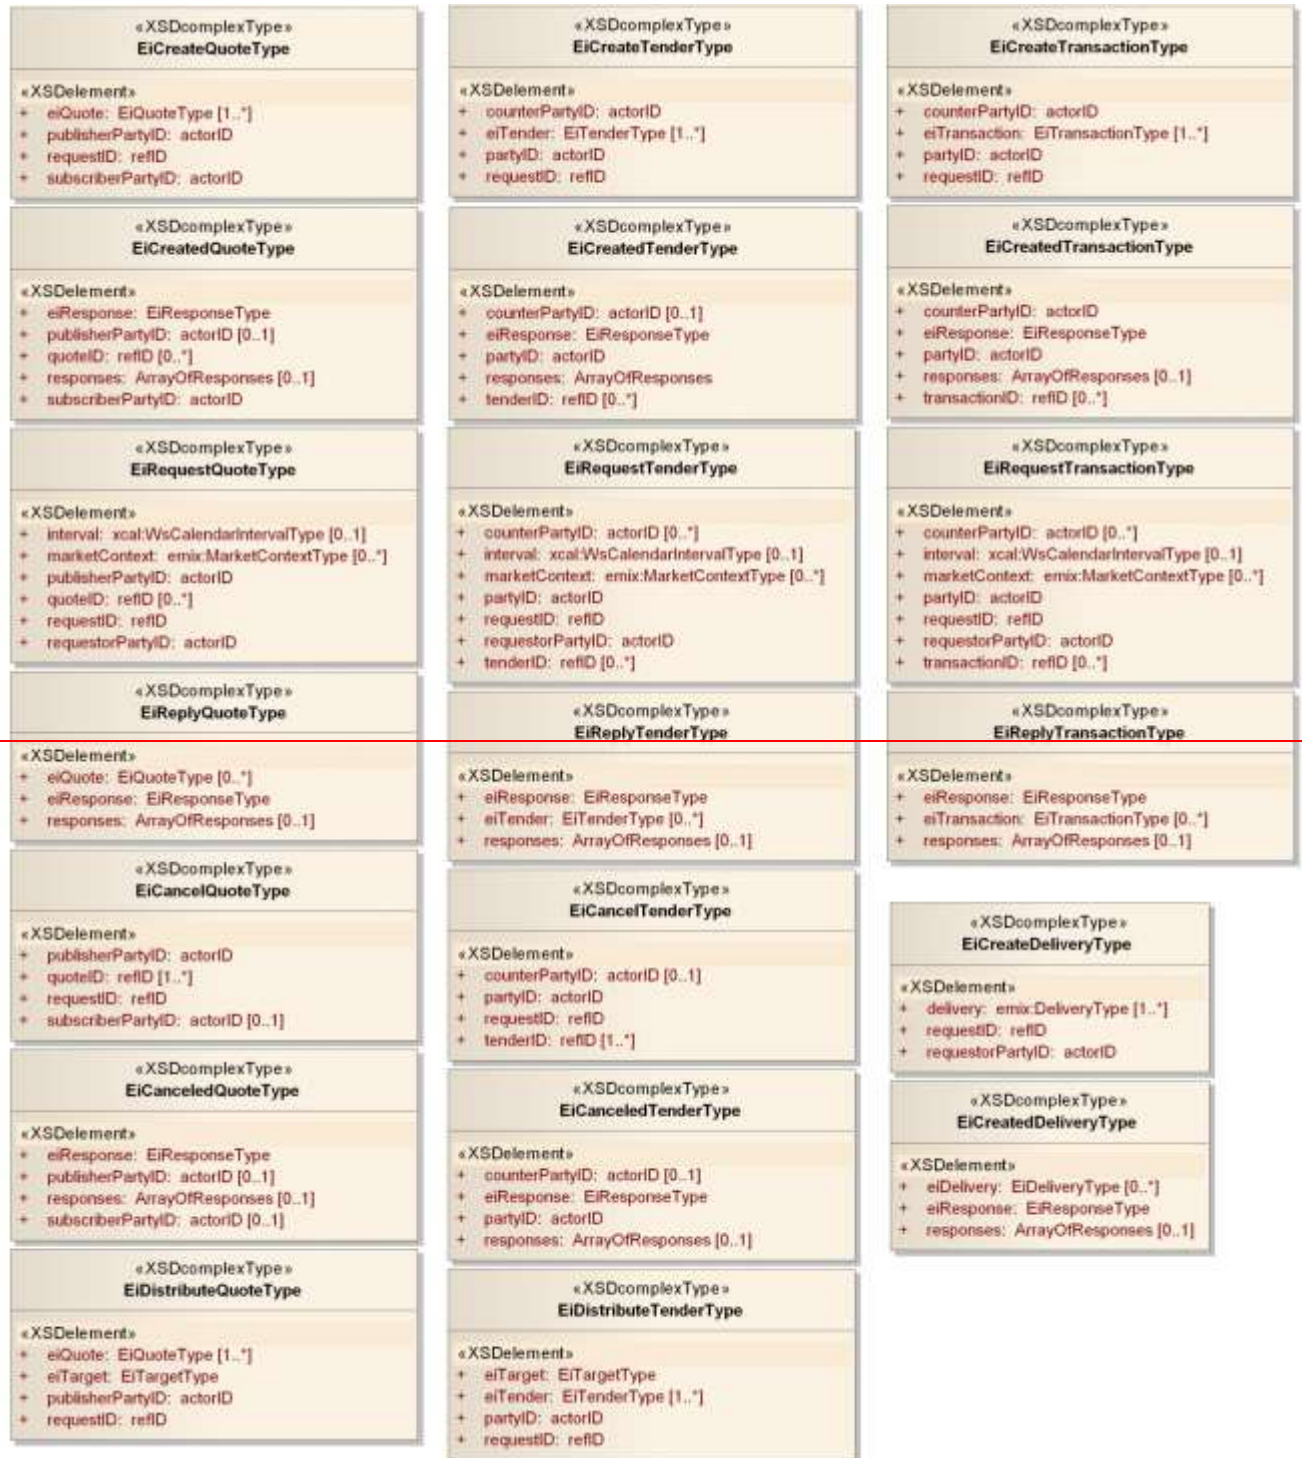 «XSDcomplexType»
EiCreateQuoteType
«XSDelement»
+ eiQuote: EiQuoteType [1..*]
+ publisherPartyID: actorID
+ requestID: refID
+ subscriberPartyID: actorID
«XSDcomplexType»
EiCreatedQuoteType
«XSDelement»
+ eiResponse: EiResponseType
+ publisherPartyID: actorID [0..1]
+ quoteID: refID [0..*]
+ responses: ArrayOfResponses [0..1]
+ subscriberPartyID: actorID
«XSDcomplexType»
EiRequestQuoteType
«XSDelement»
+ interval: xcal:WsCalendarIntervalType [0..1]
+ marketContext: emix:MarketContextType [0..*]
+ publisherPartyID: actorID
+ quoteID: refID [0..*]
+ requestID: refID
+ requestorPartyID: actorID
«XSDcomplexType»
EiReplyQuoteType
«XSDelement»
+ eiQuote: EiQuoteType [0..*]
+ eiResponse: EiResponseType
+ responses: ArrayOfResponses [0..1]
«XSDcomplexType»
EiCancelQuoteType
«XSDelement»
+ publisherPartyID: actorID
+ quoteID: refID [1..*]
+ requestID: refID
+ subscriberPartyID: actorID [0..1]
«XSDcomplexType»
EiCanceledQuoteType
«XSDelement»
+ eiResponse: EiResponseType
+ publisherPartyID: actorID [0..1]
+ responses: ArrayOfResponses [0..1]
+ subscriberPartyID: actorID [0..1]
«XSDcomplexType»
EiDistributeQuoteType
«XSDelement»
+ eiQuote: EiQuoteType [1..*]
+ eiTarget: EiTargetType
+ publisherPartyID: actorID
+ requestID: refID
«XSDcomplexType»
EiCreateTenderType
«XSDelement»
+ counterPartyID: actorID
+ eiTender: EiTenderType [1..*]
+ partyID: actorID
+ requestID: refID
«XSDcomplexType»
EiCreatedTenderType
«XSDelement»
+ counterPartyID: actorID [0..1]
+ eiResponse: EiResponseType
+ partyID: actorID
+ responses: ArrayOfResponses
+ tenderID: refID [0..*]
«XSDcomplexType»
EiRequestTenderType
«XSDelement»
+ counterPartyID: actorID [0..*]
+ interval: xcal:WsCalendarIntervalType [0..1]
+ marketContext: emix:MarketContextType [0..*]
+ partyID: actorID
+ requestID: refID
+ requestorPartyID: actorID
+ tenderID: refID [0..*]
«XSDcomplexType»
EiReplyTenderType
«XSDelement»
+ eiResponse: EiResponseType
+ eiTender: EiTenderType [0..*]
+ responses: ArrayOfResponses [0..1]
«XSDcomplexType»
EiCancelTenderType
«XSDelement»
+ counterPartyID: actorID [0..1]
+ partyID: actorID
+ requestID: refID
+ tenderID: refID [1..*]
«XSDcomplexType»
EiCanceledTenderType
«XSDelement»
+ counterPartyID: actorID [0..1]
+ eiResponse: EiResponseType
+ partyID: actorID
+ responses: ArrayOfResponses [0..1]
«XSDcomplexType»
EiDistributeTenderType
«XSDelement»
+ eiTarget: EiTargetType
+ eiTender: EiTenderType [1..*]
+ partyID: actorID
+ requestID: refID
«XSDcomplexType»
EiCreateTransactionType
«XSDelement»
+ counterPartyID: actorID
+ eiTransaction: EiTransactionType [1..*]
+ partyID: actorID
+ requestID: refID
«XSDcomplexType»
EiCreatedTransactionType
«XSDelement»
+ counterPartyID: actorID
+ eiResponse: EiResponseType
+ partyID: actorID
+ responses: ArrayOfResponses [0..1]
+ transactionID: refID [0..*]
«XSDcomplexType»
EiRequestTransactionType
«XSDelement»
+ counterPartyID: actorID [0..*]
+ interval: xcal:WsCalendarIntervalType [0..1]
+ marketContext: emix:MarketContextType [0..*]
+ partyID: actorID
+ requestID: refID
+ requestorPartyID: actorID
+ transactionID: refID [0..*]
«XSDcomplexType»
EiReplyTransactionType
«XSDelement»
+ eiResponse: EiResponseType
+ eiTransaction: EiTransactionType [0..*]
+ responses: ArrayOfResponses [0..1]
«XSDcomplexType»
EiCreateDeliveryType
«XSDelement»
+ delivery: emix:DeliveryType [1..*]
+ requestID: refID
+ requestorPartyID: actorID
«XSDcomplexType»
EiCreatedDeliveryType
«XSDelement»
+ eiDelivery: EiDeliveryType [0..*]
+ eiResponse: EiResponseType
+ responses: ArrayOfResponses [0..1]